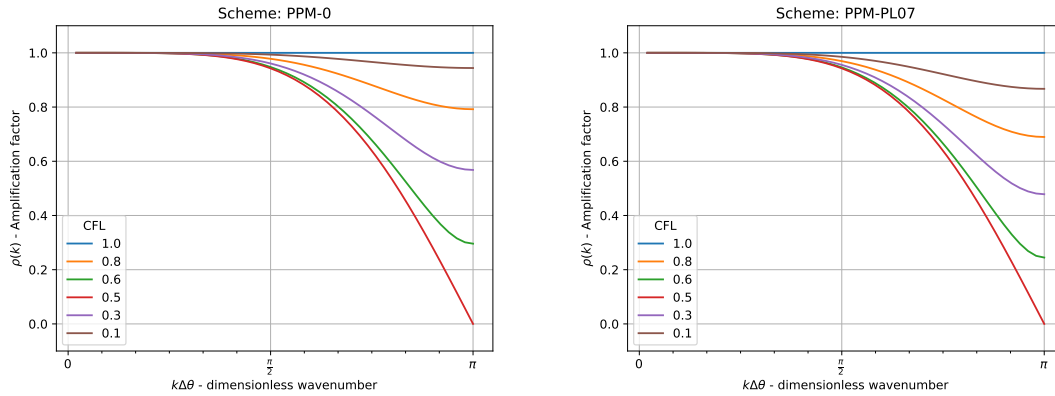 Scheme: PPM-0
ρ(k) - Amplification factor
1.0
0.8
0.6
0.4
0.2
0.0
CFL
1.0
0.8
0.6
0.5
0.3
0.1
0
π/2
π
kΔθ - dimensionless wavenumber
Scheme: PPM-PL07
ρ(k) - Amplification factor
1.0
0.8
0.6
0.4
0.2
0.0
CFL
1.0
0.8
0.6
0.5
0.3
0.1
0
π/2
π
kΔθ - dimensionless wavenumber